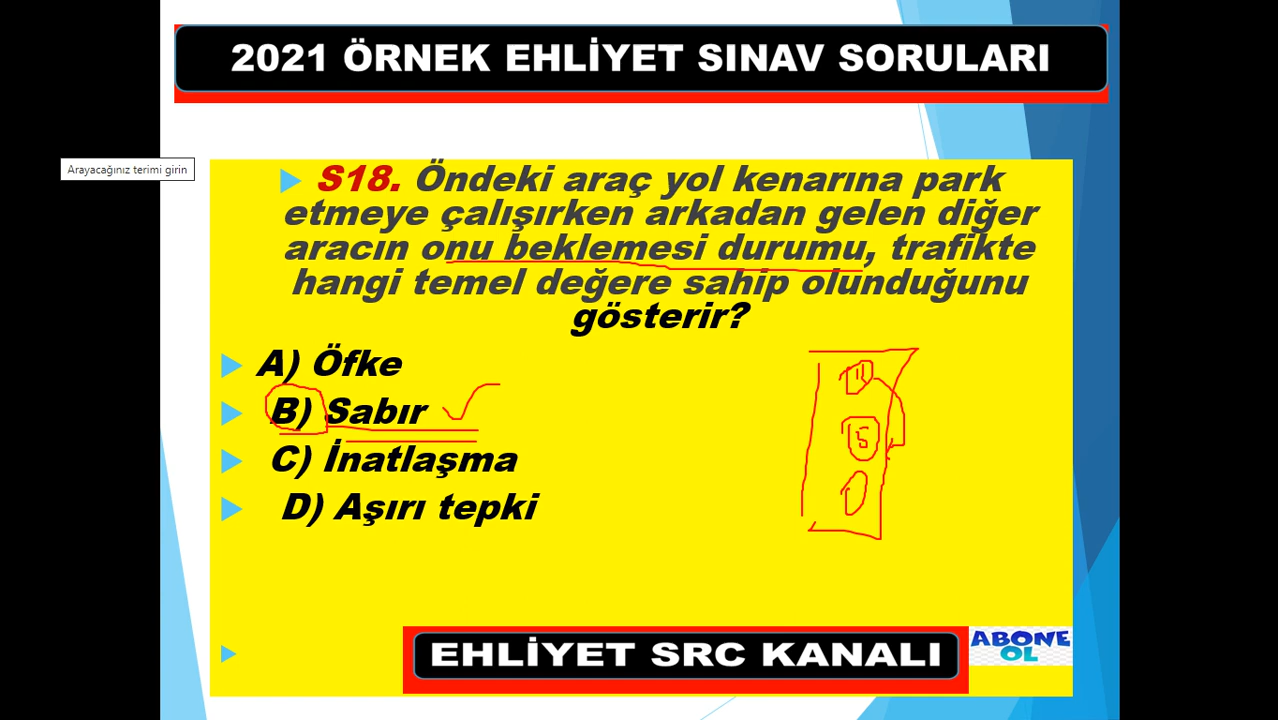 2021 ÖRNEK EHLİYET SINAV SORULARI
Arayacağınız terimi girin
S18. Öndeki araç yol kenarına park
etmeye çalışırken arkadan gelen diğer
aracın onu beklemesi durumu, trafikte
hangi temel değere sahip olunduğunu
gösterir?
A) Öfke
B) Sabır
C) İnatlaşma
D) Aşırı tepki
EHLİYET SRC KANALI
ABONE
OL